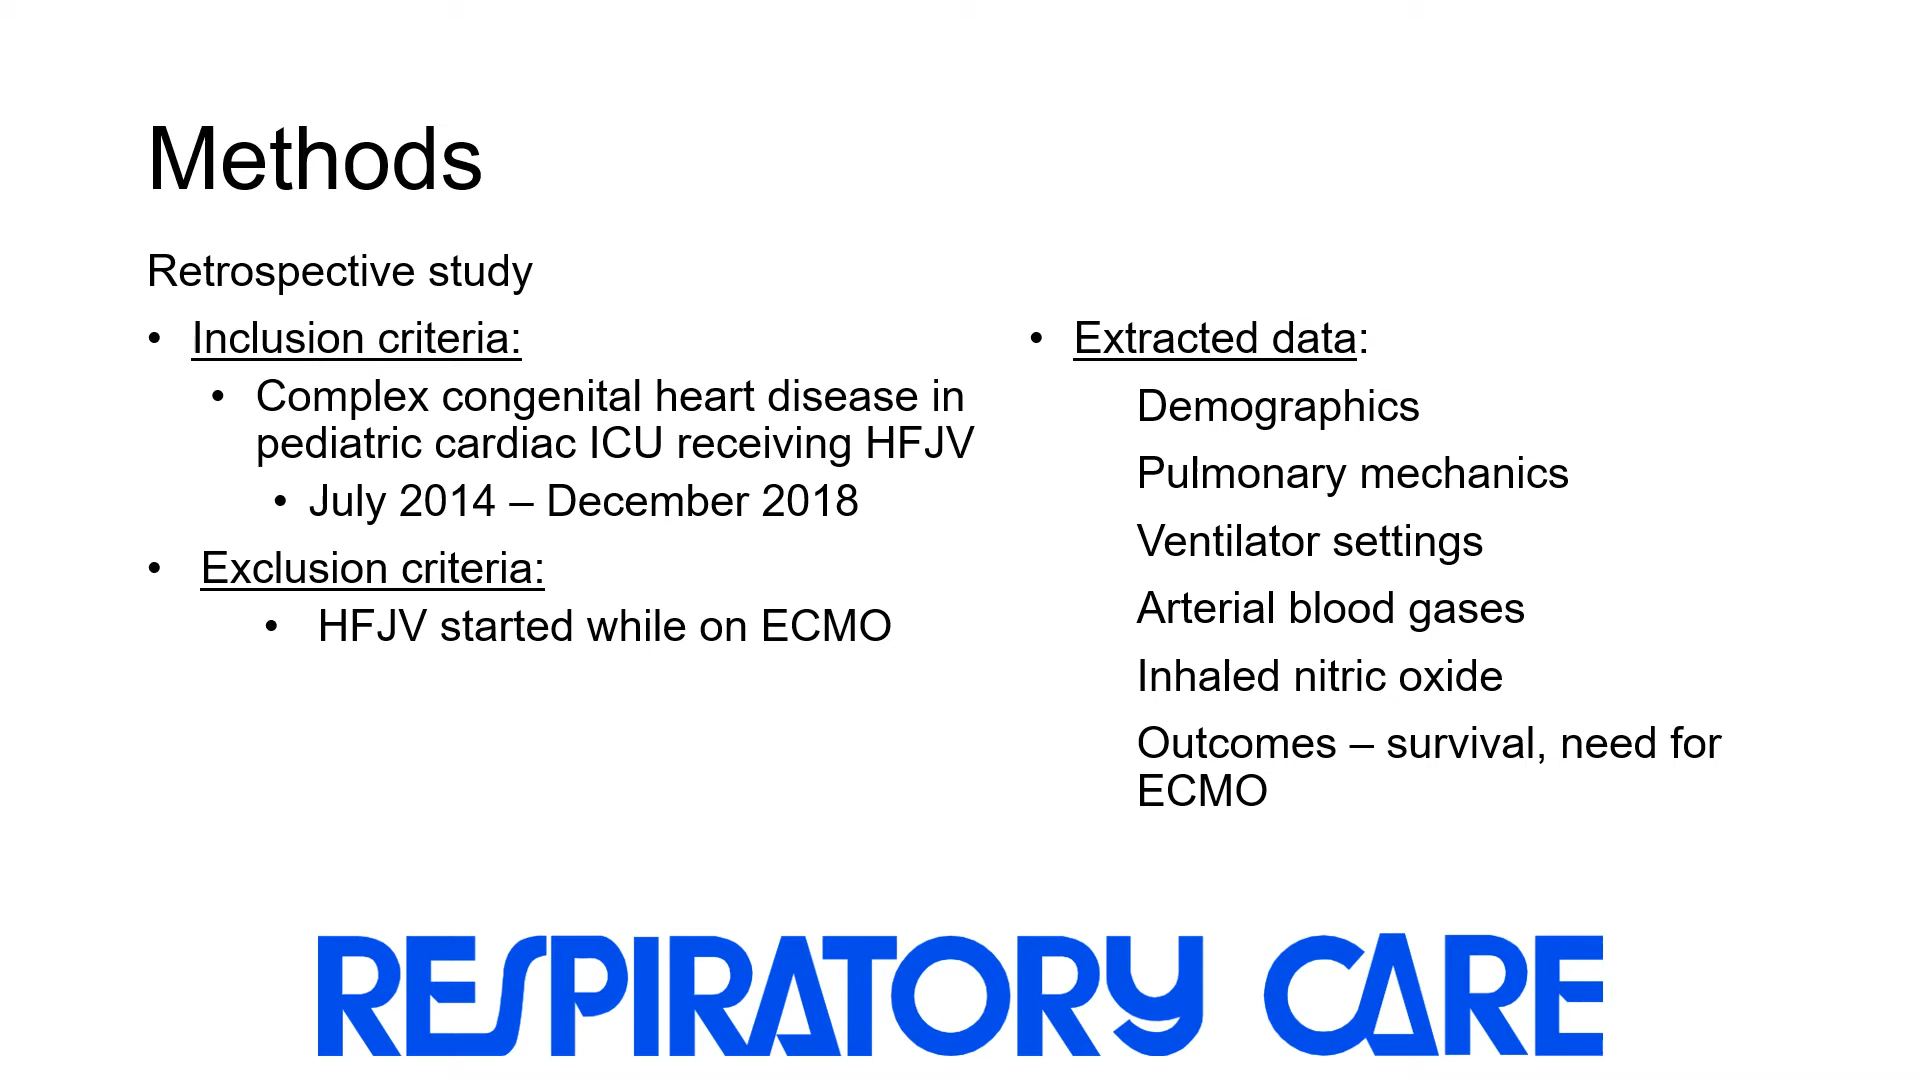 Methods
Retrospective study
• Inclusion criteria:
• Complex congenital heart disease in
pediatric cardiac ICU receiving HFJV
• July 2014 – December 2018
• Exclusion criteria:
• HFJV started while on ECMO
• Extracted data:
Demographics
Pulmonary mechanics
Ventilator settings
Arterial blood gases
Inhaled nitric oxide
Outcomes – survival, need for
ECMO
RESPIRATORY CARE